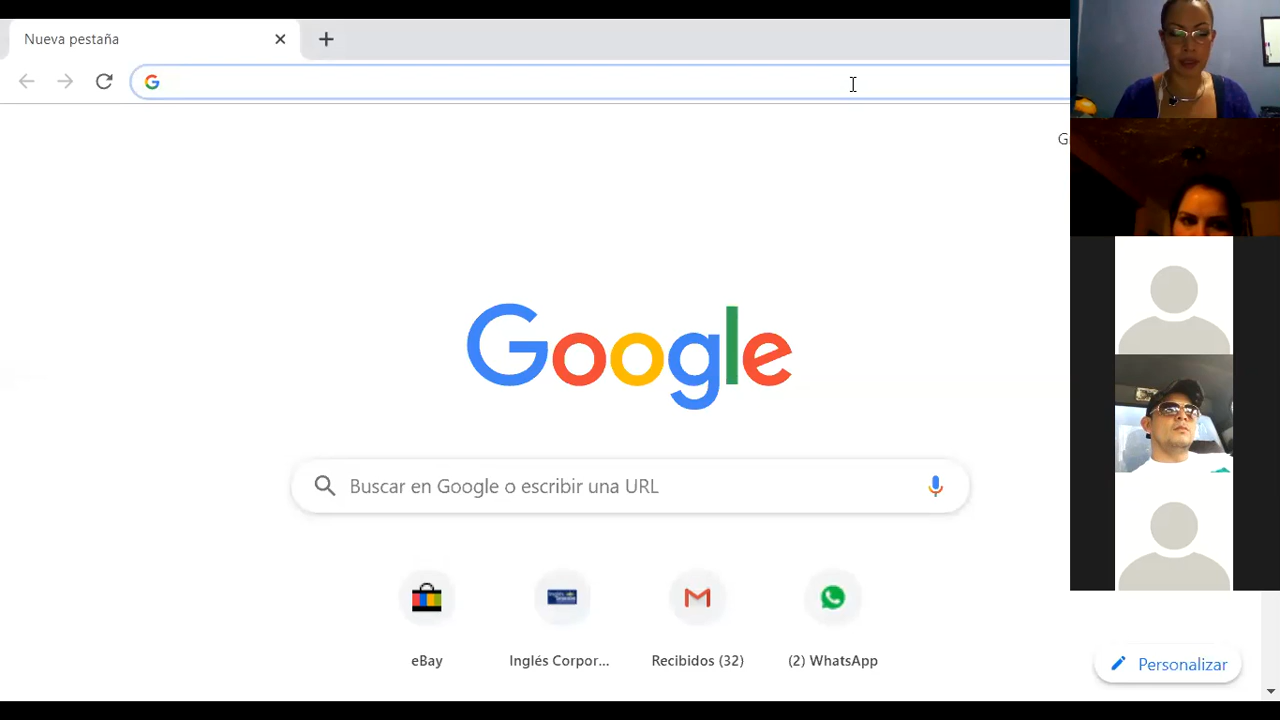 Nueva pestaña
G
Google
Buscar en Google o escribir una URL
eBay
Inglés Corpor...
Recibidos (32)
(2) WhatsApp
Personalizar